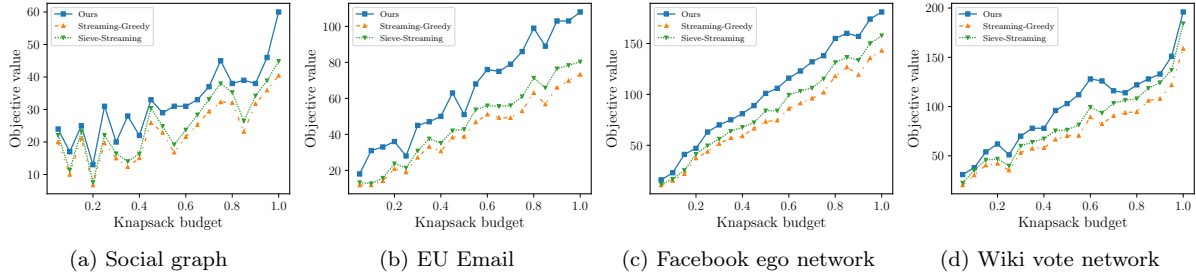 Ours
Streaming-Greedy
Sieve-Streaming
Objective value
60
50
40
30
20
10
0.2 0.4 0.6 0.8 1.0
Knapsack budget
(a) Social graph
Ours
Streaming-Greedy
Sieve-Streaming
Objective value
100
80
60
40
20
0.2 0.4 0.6 0.8 1.0
Knapsack budget
(b) EU Email
Ours
Streaming-Greedy
Sieve-Streaming
Objective value
150
100
50
0.2 0.4 0.6 0.8 1.0
Knapsack budget
(c) Facebook ego network
Ours
Streaming-Greedy
Sieve-Streaming
Objective value
200
150
100
50
0.2 0.4 0.6 0.8 1.0
Knapsack budget
(d) Wiki vote network